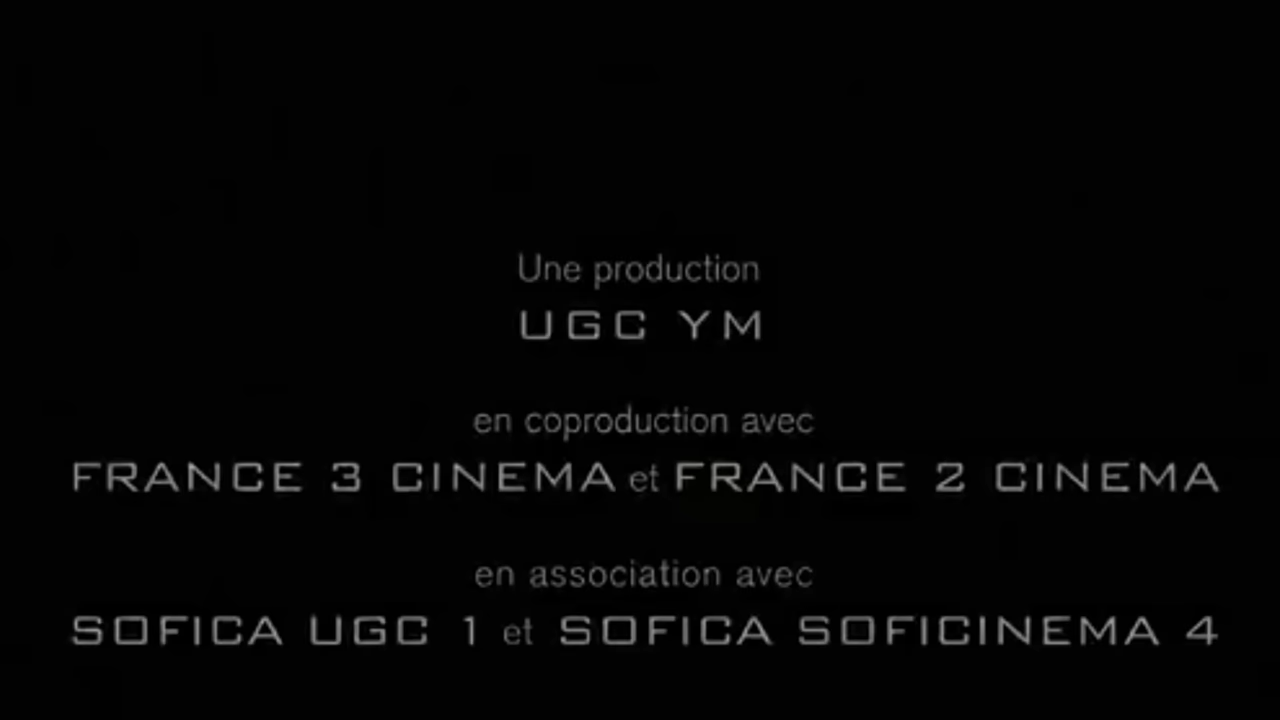 Une production
UGC YM
en coproduction avec
FRANCE 3 CINEMA et FRANCE 2 CINEMA
en association avec
SOFICA UGC 1 et SOFICA SOFICINEMA 4